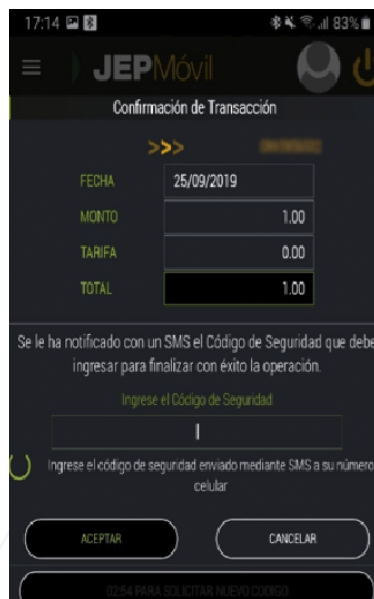 17:14 83%
JEPMóvil
Confirmación de Transacción
>>>
FECHA 25/09/2019
MONTO 1.00
TARIFA 0.00
TOTAL 1.00
Se le ha notificado con un SMS el Código de Seguridad que debe
ingresar para finalizar con éxito la operación.
Ingrese el Código de Seguridad
Ingrese el código de seguridad enviado mediante SMS a su número
celular
ACEPTAR CANCELAR
02:54 PARA SOLICITAR NUEVO CODIGO